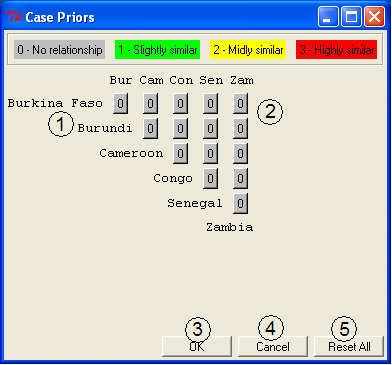 Case Priors
0 - No relationship 1 - Slightly similar 2 - Midly similar 3 - Highly similar
Bur Cam Con Sen Zam
Burkina Faso 0 0 0 0 0
1 2
Burundi 0 0 0 0
Cameroon 0 0 0
Congo 0 0
Senegal 0
Zambia
3 4 5
OK Cancel Reset All